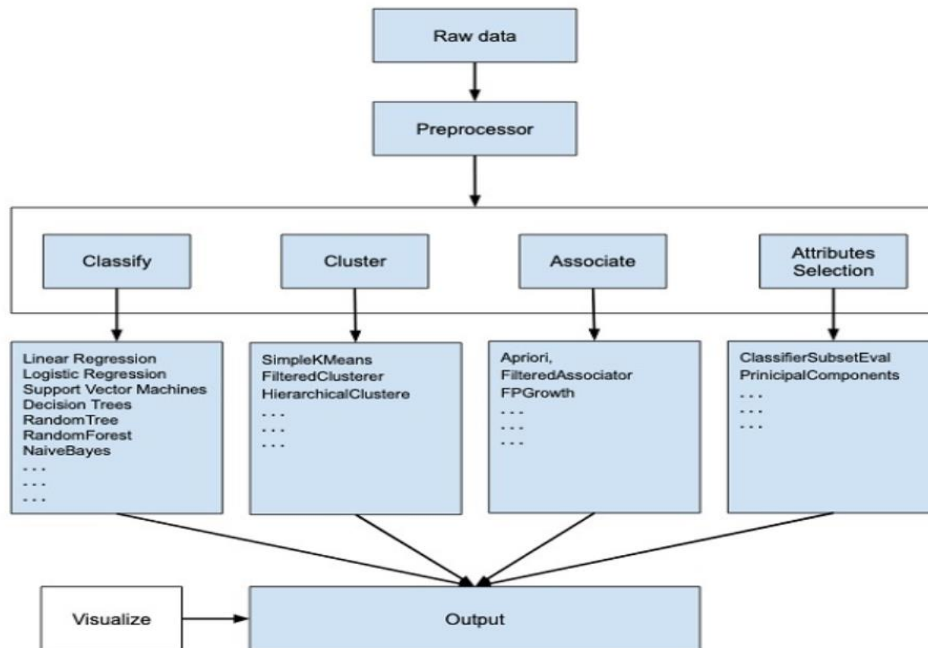 Raw data
Preprocessor
Classify
Cluster
Associate
Attributes
Selection
Linear Regression
Logistic Regression
Support Vector Machines
Decision Trees
RandomTree
RandomForest
NaiveBayes
. . .
. . .
. . .
SimpleKMeans
FilteredClusterer
HierarchicalClustere
. . .
. . .
. . .
Apriori,
FilteredAssociator
FPGrowth
. . .
. . .
. . .
ClassifierSubsetEval
PrinicipalComponents
. . .
. . .
. . .
Visualize
Output